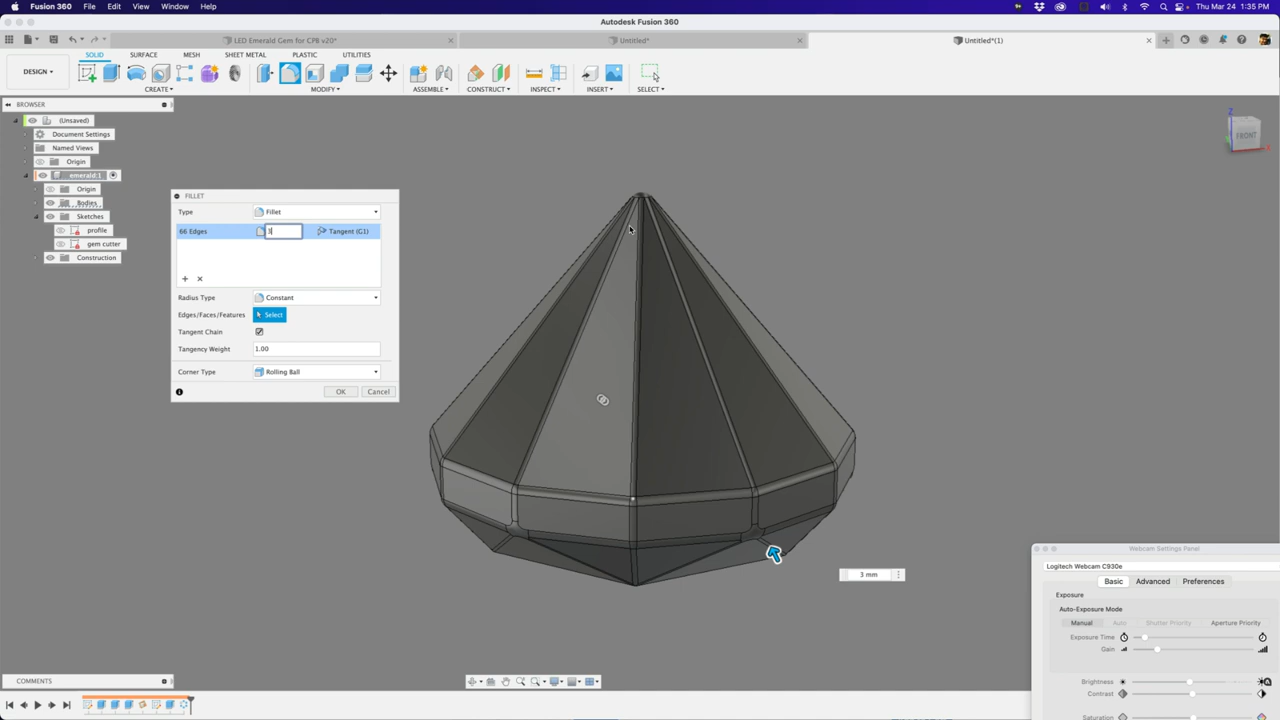 Fusion 360 File Edit View Window Help Thu Mar 24 1:35 PM
Autodesk Fusion 360
LED Emerald Gem for CPB v20* Untitled* Untitled*(1)
SOLID SURFACE MESH SHEET METAL PLASTIC UTILITIES
DESIGN
CREATE MODIFY ASSEMBLE CONSTRUCT INSPECT INSERT SELECT
BROWSER
(Unsaved)
Document Settings
Named Views
Origin
emerald:1
Origin
Bodies
Sketches
profile
gem cutter
Construction
Z
FRONT
X
FILLET
Type Fillet
66 Edges 3 Tangent (G1)
Radius Type Constant
Edges/Faces/Features Select
Tangent Chain
Tangency Weight 1.00
Corner Type Rolling Ball
OK Cancel
3 mm
Webcam Settings Panel
Logitech Webcam C930e
Basic Advanced Preferences
Exposure
Auto-Exposure Mode
Manual Auto Shutter Priority Aperture Priority
Exposure Time
Gain
Brightness
Contrast
Saturation
COMMENTS